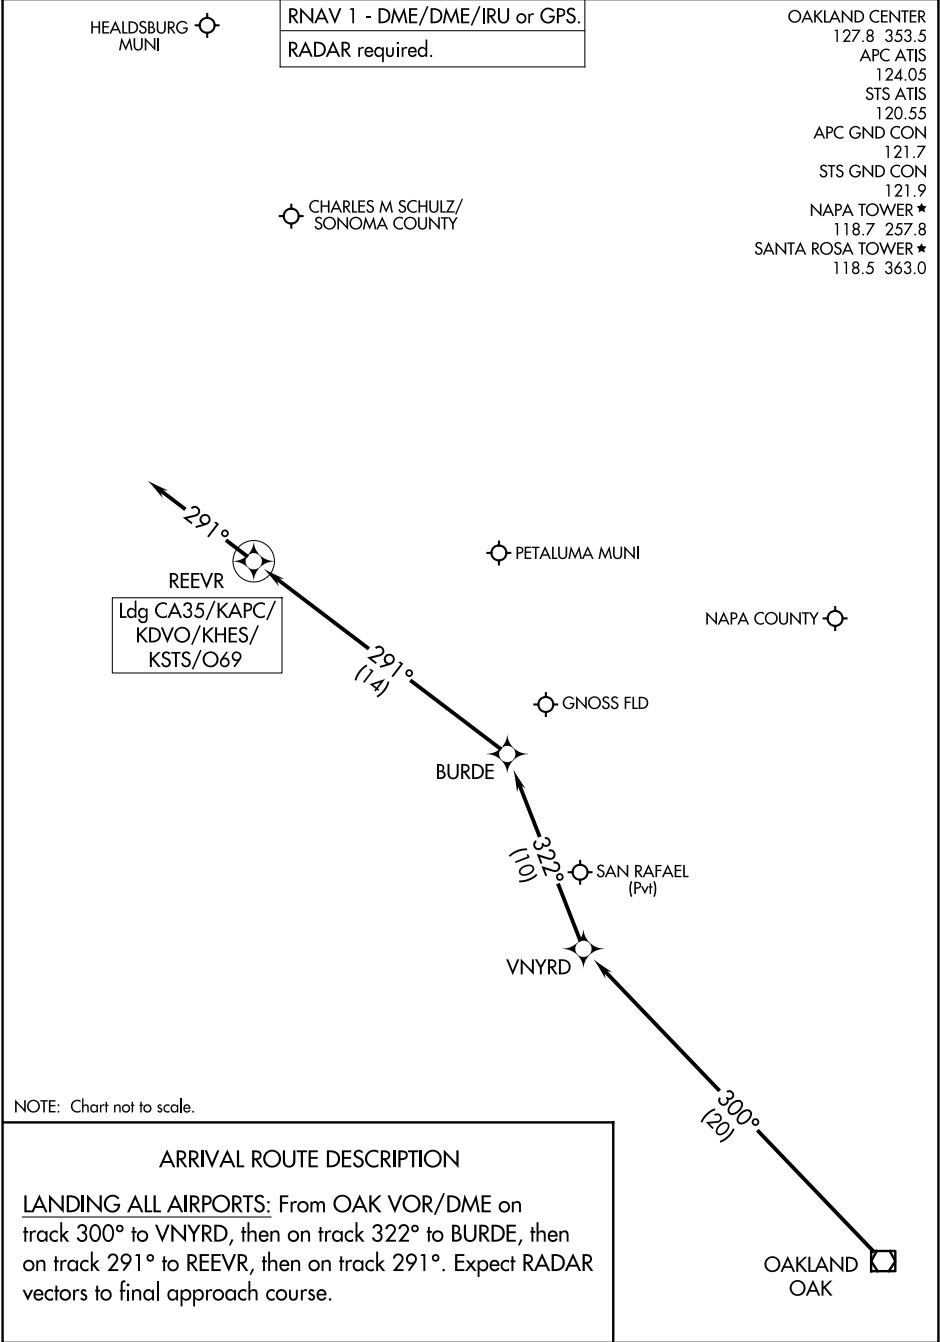 HEALDSBURG
MUNI
RNAV 1 - DME/DME/IRU or GPS.
RADAR required.
OAKLAND CENTER
127.8 353.5
APC ATIS
124.05
STS ATIS
120.55
APC GND CON
121.7
STS GND CON
121.9
NAPA TOWER★
118.7 257.8
SANTA ROSA TOWER★
118.5 363.0
CHARLES M SCHULZ/
SONOMA COUNTY
291°
REEVR
Ldg CA35/KAPC/
KDVO/KHES/
KSTS/O69
PETALUMA MUNI
NAPA COUNTY
291°
(14)
GNOSS FLD
BURDE
322°
(10)
SAN RAFAEL
(Pvt)
VNYRD
300°
(20)
OAKLAND
OAK
NOTE: Chart not to scale.
ARRIVAL ROUTE DESCRIPTION
LANDING ALL AIRPORTS: From OAK VOR/DME on
track 300° to VNYRD, then on track 322° to BURDE, then
on track 291° to REEVR, then on track 291°. Expect RADAR
vectors to final approach course.